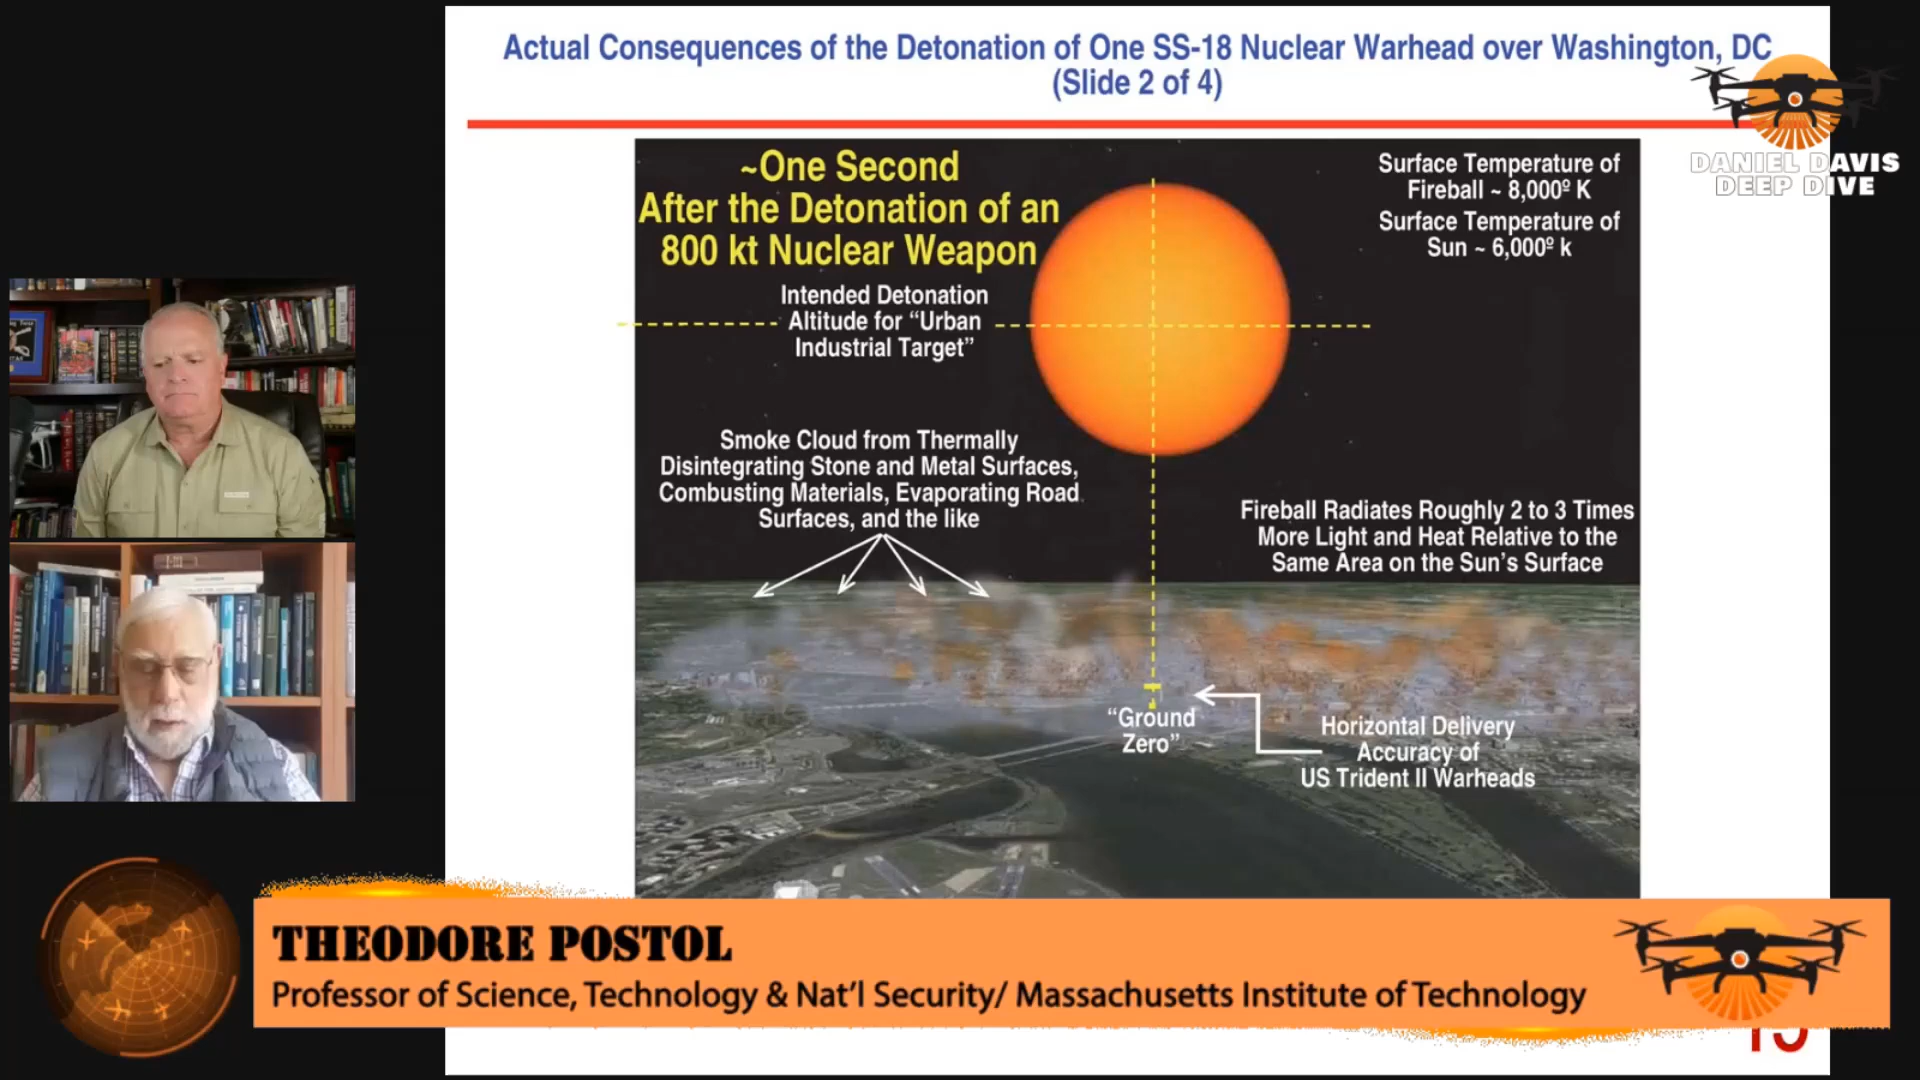 Actual Consequences of the Detonation of One SS-18 Nuclear Warhead over Washington, DC
(Slide 2 of 4)
DANIEL DAVIS
DEEP DIVE
~One Second
After the Detonation of an
800 kt Nuclear Weapon
Surface Temperature of
Fireball ~ 8,000º K
Surface Temperature of
Sun ~ 6,000º k
Intended Detonation
Altitude for “Urban
Industrial Target”
Smoke Cloud from Thermally
Disintegrating Stone and Metal Surfaces,
Combusting Materials, Evaporating Road
Surfaces, and the like
Fireball Radiates Roughly 2 to 3 Times
More Light and Heat Relative to the
Same Area on the Sun’s Surface
“Ground
Zero”
Horizontal Delivery
Accuracy of
US Trident II Warheads
THEODORE POSTOL
Professor of Science, Technology & Nat’l Security/ Massachusetts Institute of Technology